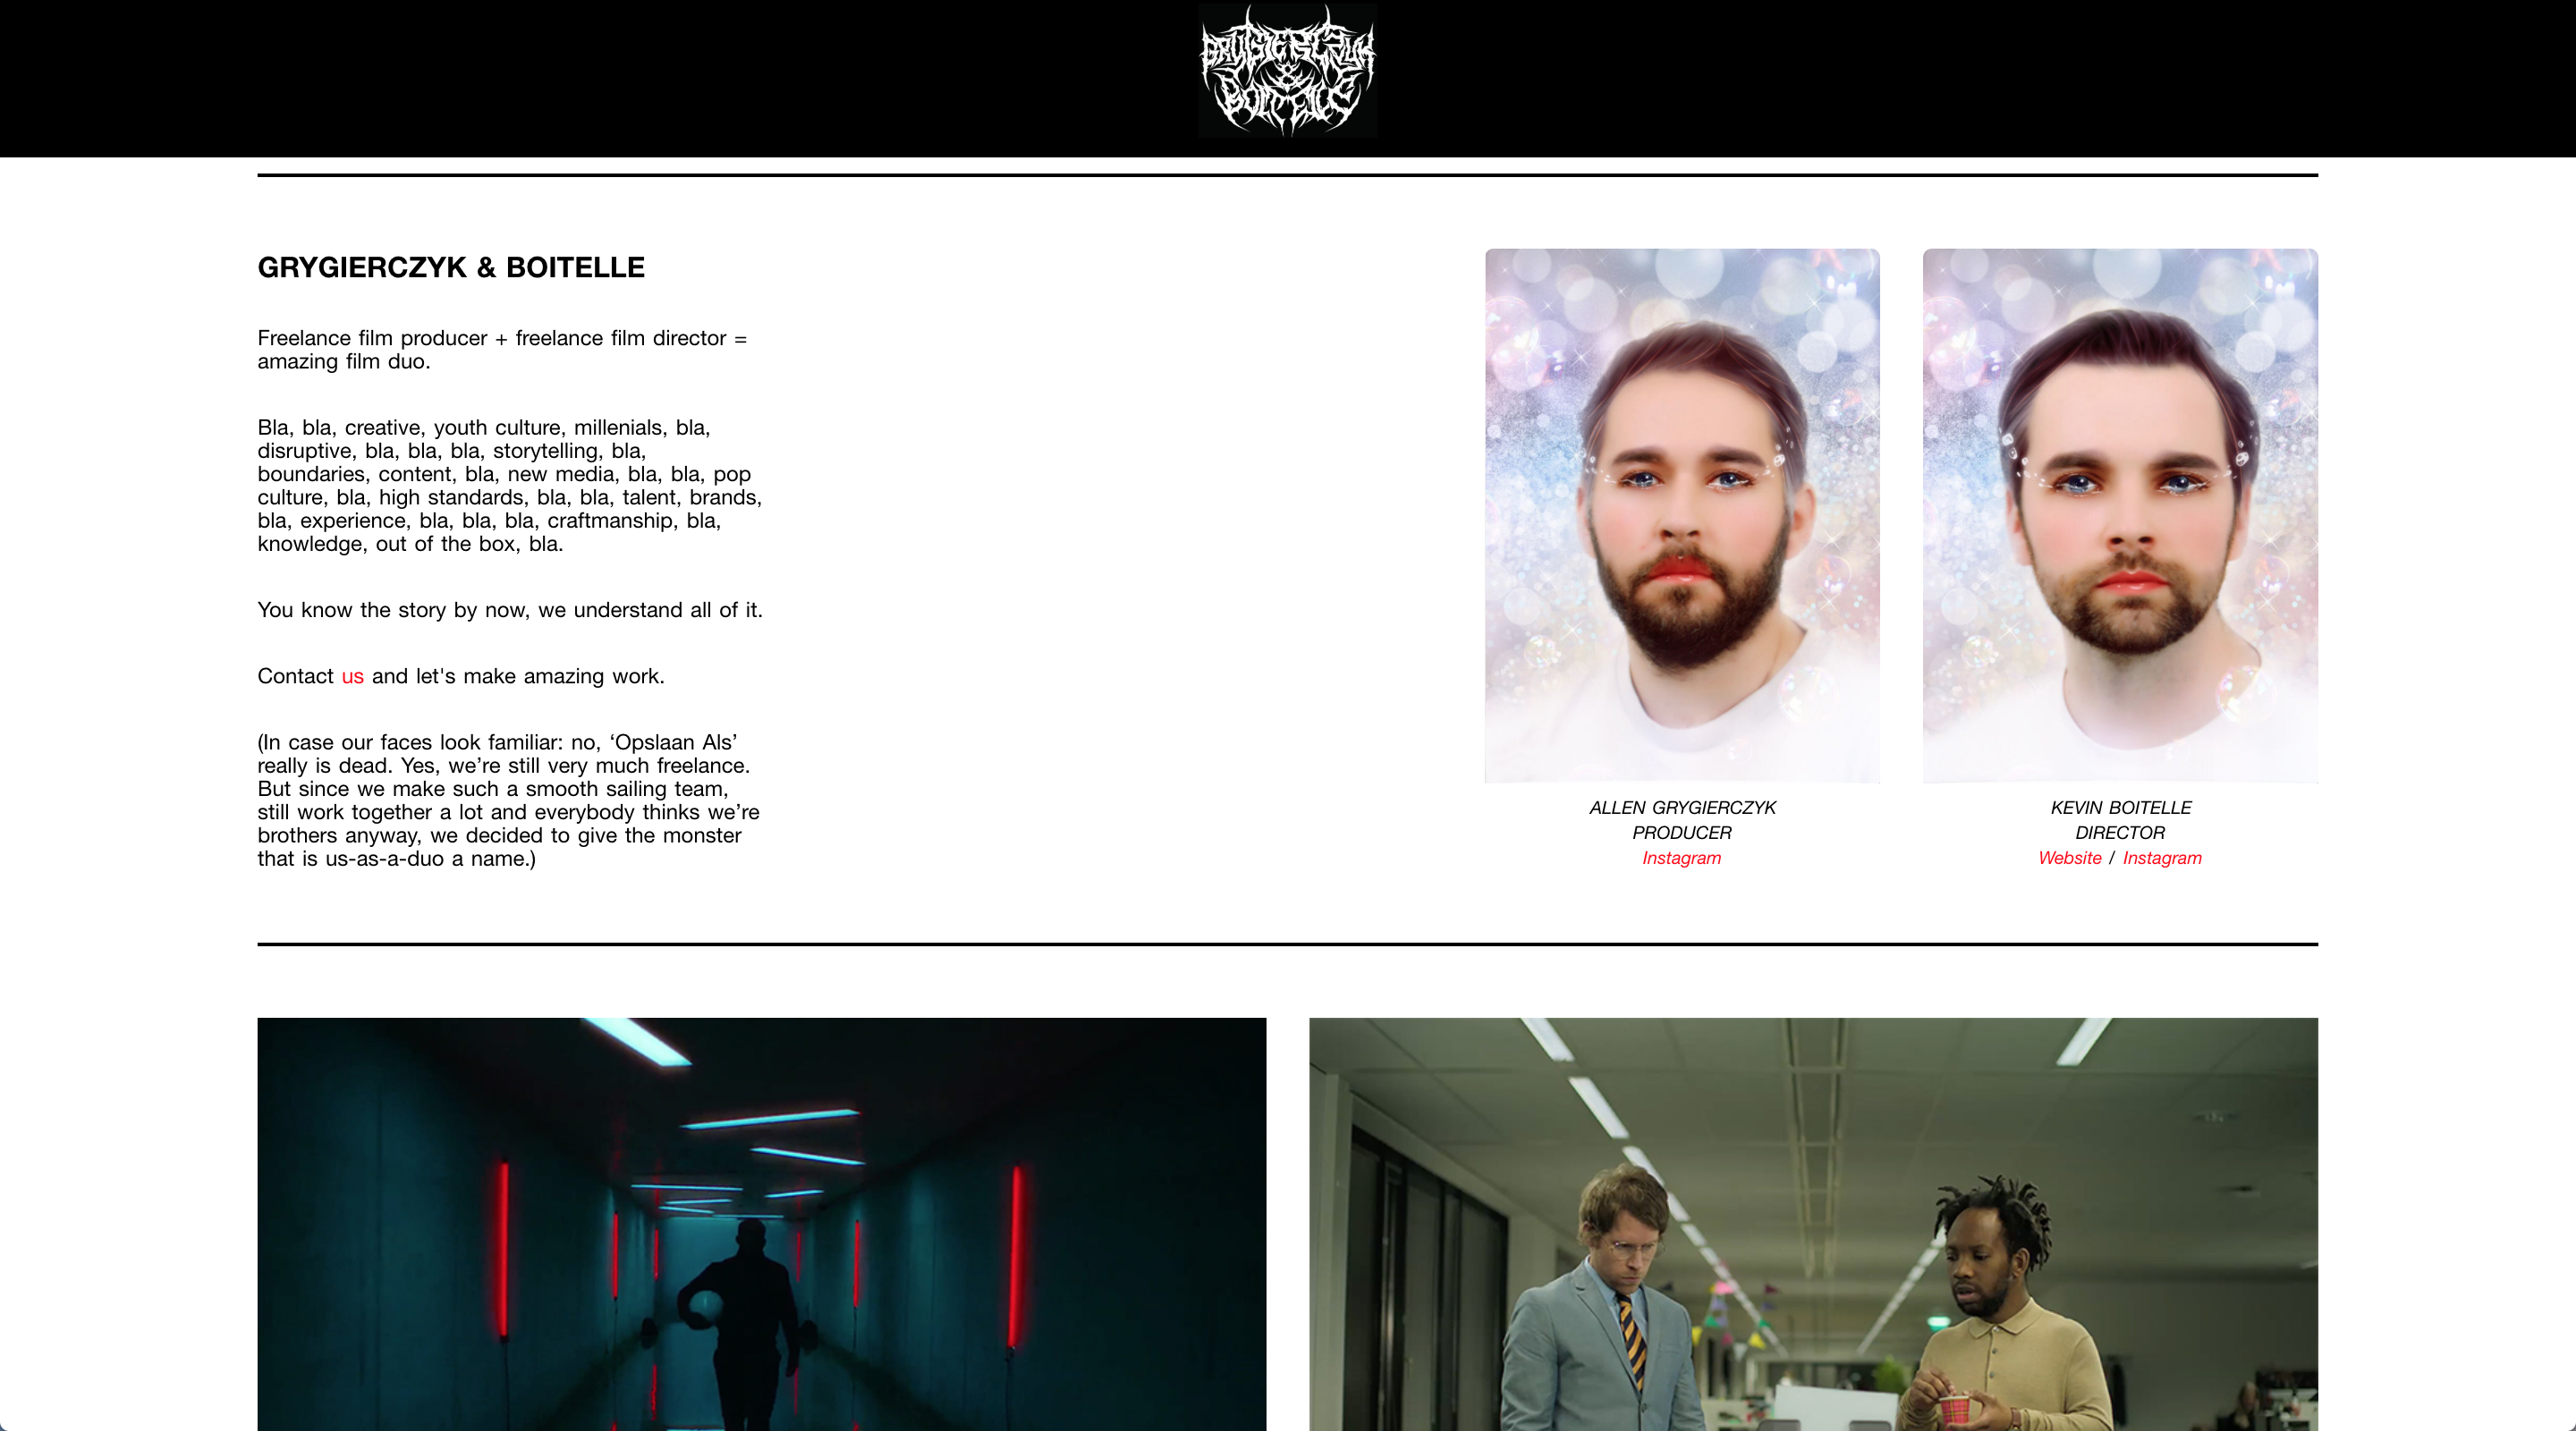 GRYGIERCZYK
&
BOITELLE
GRYGIERCZYK & BOITELLE
Freelance film producer + freelance film director =
amazing film duo.
Bla, bla, creative, youth culture, millenials, bla,
disruptive, bla, bla, bla, storytelling, bla,
boundaries, content, bla, new media, bla, bla, pop
culture, bla, high standards, bla, bla, talent, brands,
bla, experience, bla, bla, bla, craftmanship, bla,
knowledge, out of the box, bla.
You know the story by now, we understand all of it.
Contact us and let's make amazing work.
(In case our faces look familiar: no, ‘Opslaan Als’
really is dead. Yes, we’re still very much freelance.
But since we make such a smooth sailing team,
still work together a lot and everybody thinks we’re
brothers anyway, we decided to give the monster
that is us-as-a-duo a name.)
ALLEN GRYGIERCZYK
PRODUCER
Instagram
KEVIN BOITELLE
DIRECTOR
Website / Instagram